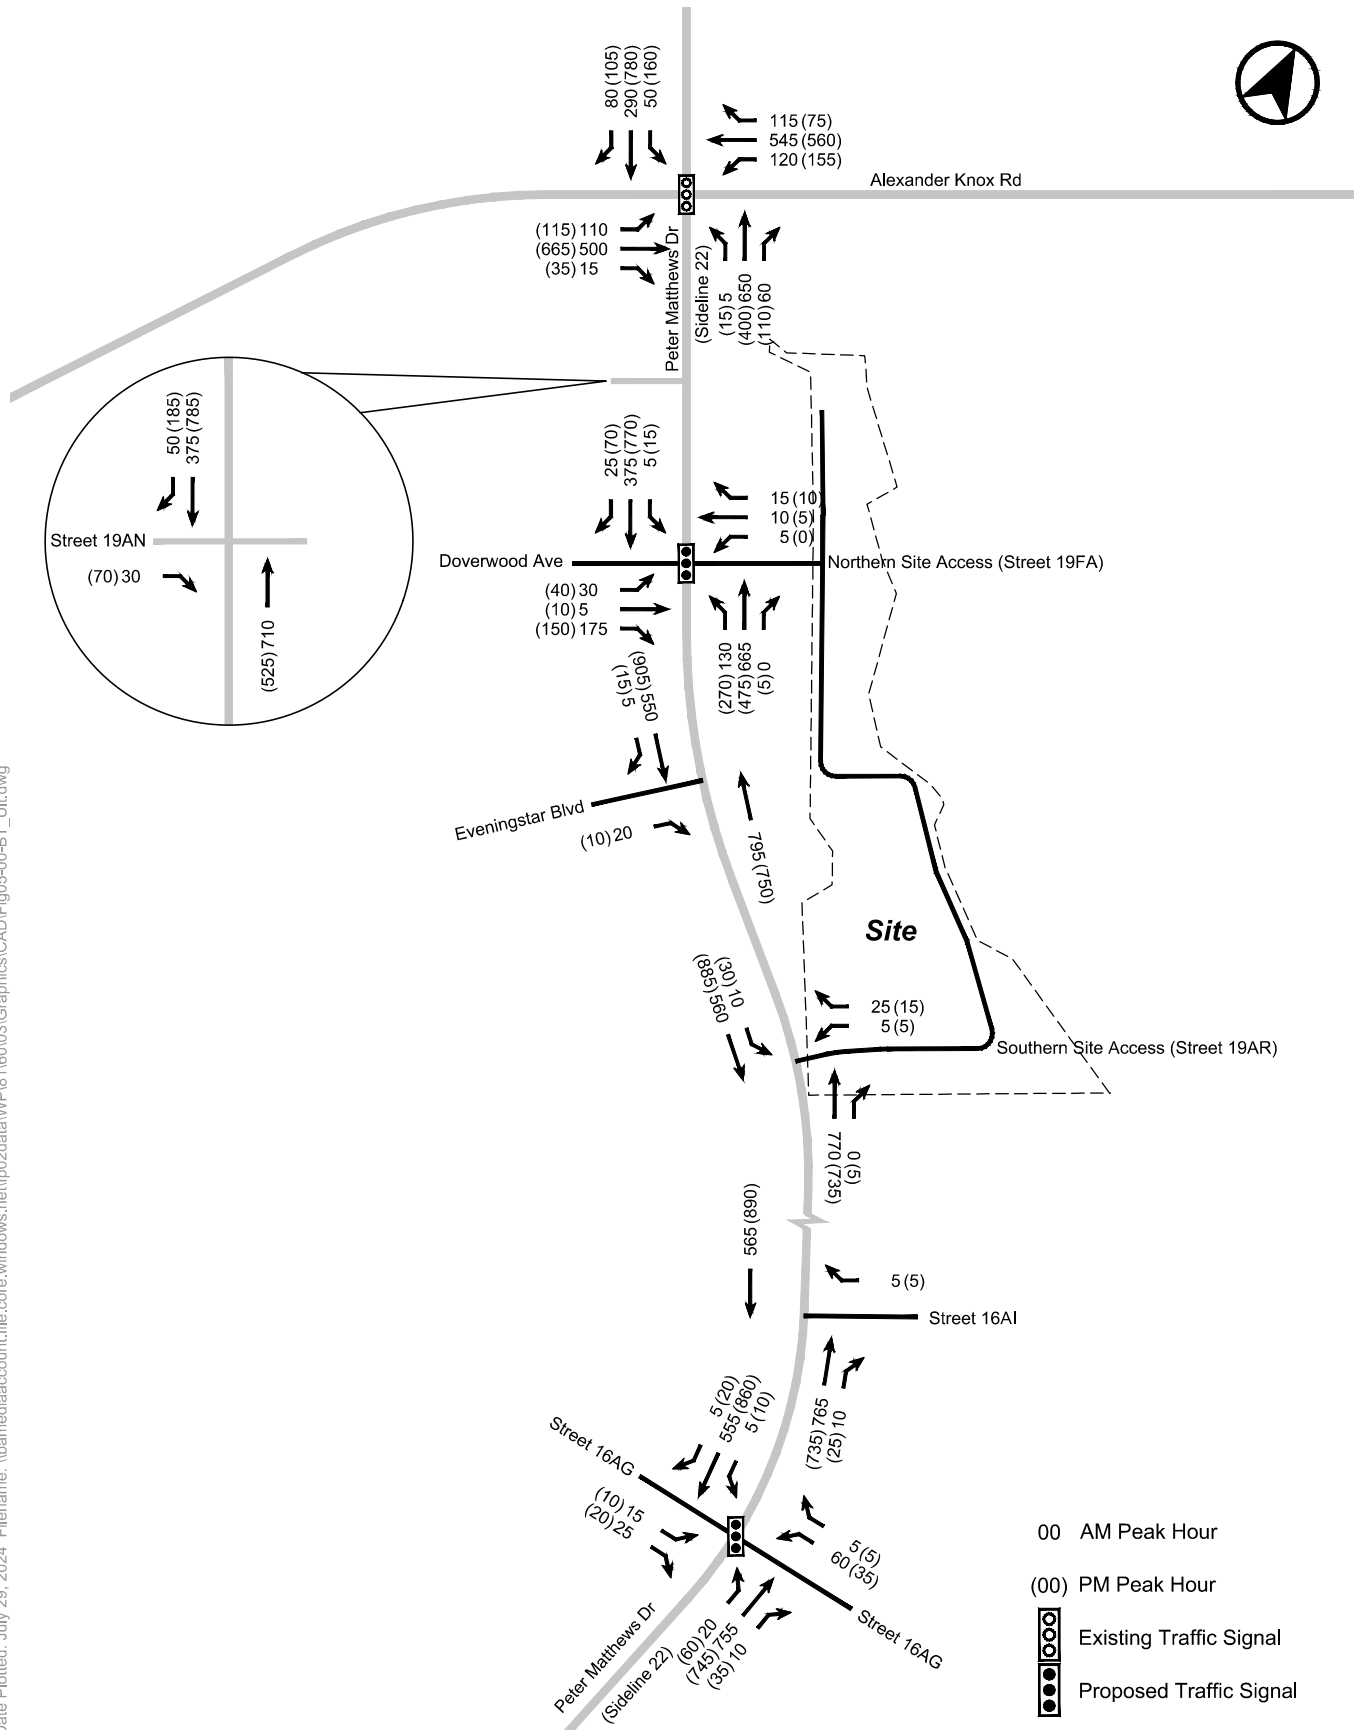 80 (105)
290 (780)
50 (160)
115 (75)
545 (560)
120 (155)
Alexander Knox Rd
(115) 110
(665) 500
(35) 15
Peter Matthews Dr
(Sideline 22)
(15) 5
(400) 650
(110) 60
50 (185)
375 (785)
Street 19AN
(70) 30
(525) 710
25 (70)
375 (770)
5 (15)
15 (10)
10 (5)
5 (0)
Doverwood Ave
Northern Site Access (Street 19FA)
(40) 30
(10) 5
(150) 175
(270) 130
(475) 665
(5) 0
(905) 550
(15) 5
Eveningstar Blvd
(10) 20
795 (750)
Site
(30) 10
(885) 560
25 (15)
5 (5)
Southern Site Access (Street 19AR)
770 (735)
0 (5)
565 (890)
5 (5)
Street 16AI
(735) 765
(25) 10
5 (20)
555 (860)
5 (10)
Street 16AG
(10) 15
(20) 25
5 (5)
60 (35)
Street 16AG
(60) 20
(745) 755
(35) 10
Peter Matthews Dr
(Sideline 22)
00 AM Peak Hour
(00) PM Peak Hour
Existing Traffic Signal
Proposed Traffic Signal
Date Plotted: July 29, 2024 Filename: